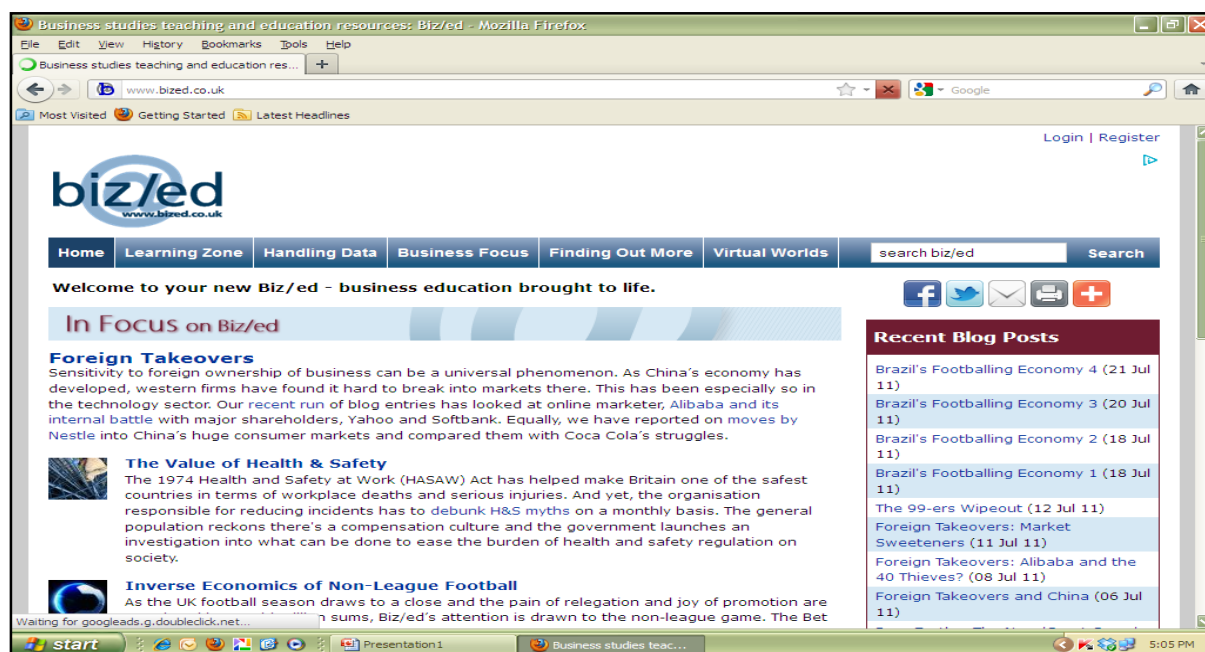 Business studies teaching and education resources: Biz/ed - Mozilla Firefox
File Edit View History Bookmarks Tools Help
Business studies teaching and education res... +
www.bized.co.uk
Google
Most Visited Getting Started Latest Headlines
Login | Register
biz/ed
www.bized.co.uk
Home Learning Zone Handling Data Business Focus Finding Out More Virtual Worlds search biz/ed Search
Welcome to your new Biz/ed - business education brought to life.
In Focus on Biz/ed
Foreign Takeovers
Sensitivity to foreign ownership of business can be a universal phenomenon. As China's economy has
developed, western firms have found it hard to break into markets there. This has been especially so in
the technology sector. Our recent run of blog entries has looked at online marketer, Alibaba and its
internal battle with major shareholders, Yahoo and Softbank. Equally, we have reported on moves by
Nestle into China's huge consumer markets and compared them with Coca Cola's struggles.
The Value of Health & Safety
The 1974 Health and Safety at Work (HASAW) Act has helped make Britain one of the safest
countries in terms of workplace deaths and serious injuries. And yet, the organisation
responsible for reducing incidents has to debunk H&S myths on a monthly basis. The general
population reckons there's a compensation culture and the government launches an
investigation into what can be done to ease the burden of health and safety regulation on
society.
Inverse Economics of Non-League Football
As the UK football season draws to a close and the pain of relegation and joy of promotion are
n sums, Biz/ed's attention is drawn to the non-league game. The Bet
Recent Blog Posts
Brazil's Footballing Economy 4 (21 Jul
11)
Brazil's Footballing Economy 3 (20 Jul
11)
Brazil's Footballing Economy 2 (18 Jul
11)
Brazil's Footballing Economy 1 (18 Jul
11)
The 99-ers Wipeout (12 Jul 11)
Foreign Takeovers: Market
Sweeteners (11 Jul 11)
Foreign Takeovers: Alibaba and the
40 Thieves? (08 Jul 11)
Foreign Takeovers and China (06 Jul
11)
Waiting for googleads.g.doubleclick.net...
start Presentation1 Business studies teac... 5:05 PM